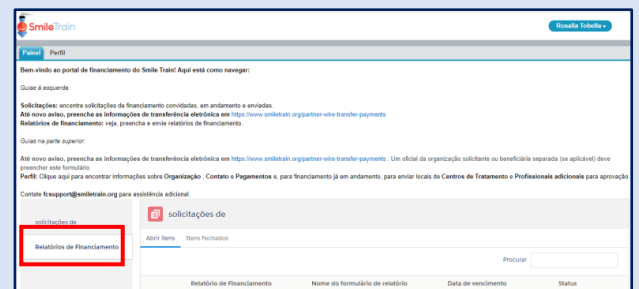 SmileTrain
Rosalia Tobella
Painel Perfil
Bem-vindo ao portal de financiamento do Smile Train! Aqui está como navegar:
Guias à esquerda:
Solicitações: encontre solicitações de financiamento convidadas, em andamento e enviadas.
Até novo aviso, preencha as informações de transferência eletrônica em https://www.smiletrain.org/partner-wire-transfer-payments
Relatórios de financiamento: veja, preencha e envie relatórios de financiamento.
Guias na parte superior:
Até novo aviso, preencha as informações de transferência eletrônica em https://www.smiletrain.org/partner-wire-transfer-payments . Um oficial da organização solicitante ou beneficiária separada (se aplicável) deve
preencher este formulário.
Perfil: Clique aqui para encontrar informações sobre Organização , Contato e Pagamentos e, para financiamento já em andamento, para enviar locais de Centros de Tratamento e Profissionais adicionais para aprovação.
Contate fcsupport@smiletrain.org para assistência adicional.
solicitações de
Relatórios de Financiamento
solicitações de
Abrir Itens Itens Fechados
Procurar
Relatório de Financiamento Nome do formulário de relatório Data de vencimento Status